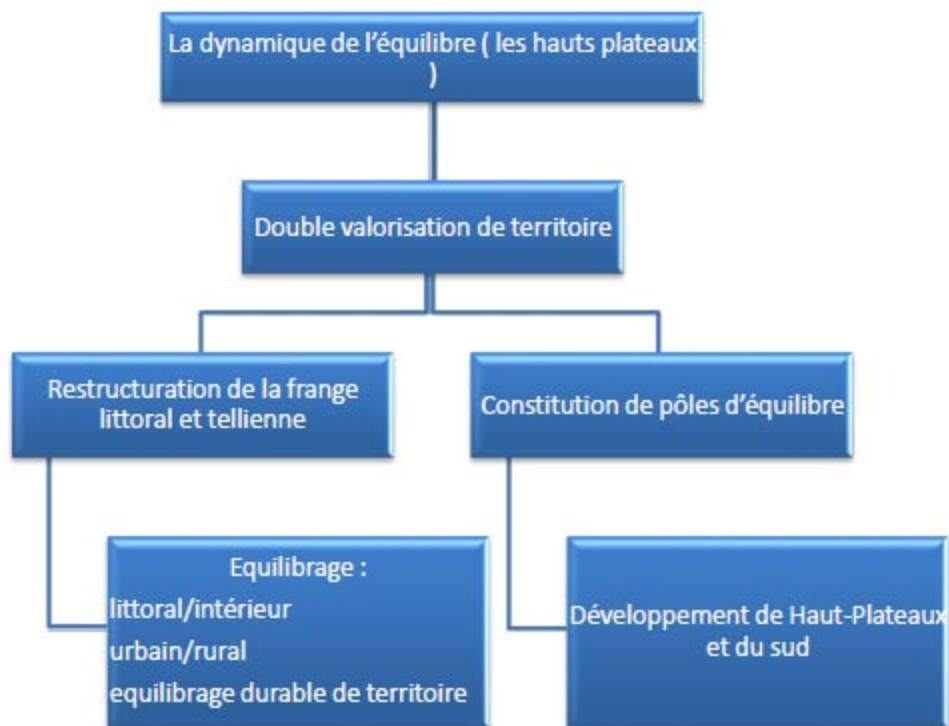 La dynamique de l'équilibre ( les hauts plateaux
)
Double valorisation de territoire
Restructuration de la frange
littoral et tellienne
Constitution de pôles d'équilibre
Equilibrage :
littoral/intérieur
urbain/rural
equilibrage durable de territoire
Développement de Haut-Plateaux
et du sud